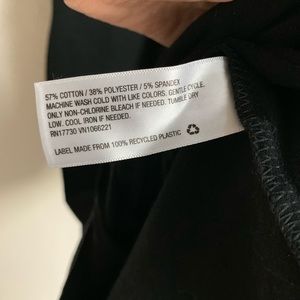 57% COTTON / 38% POLYESTER / 5% SPANDEX
MACHINE WASH COLD WITH LIKE COLORS. GENTLE CYCLE.
ONLY NON-CHLORINE BLEACH IF NEEDED. TUMBLE DRY
LOW. COOL IRON IF NEEDED.
RN17730 VN1066221
LABEL MADE FROM 100% RECYCLED PLASTIC